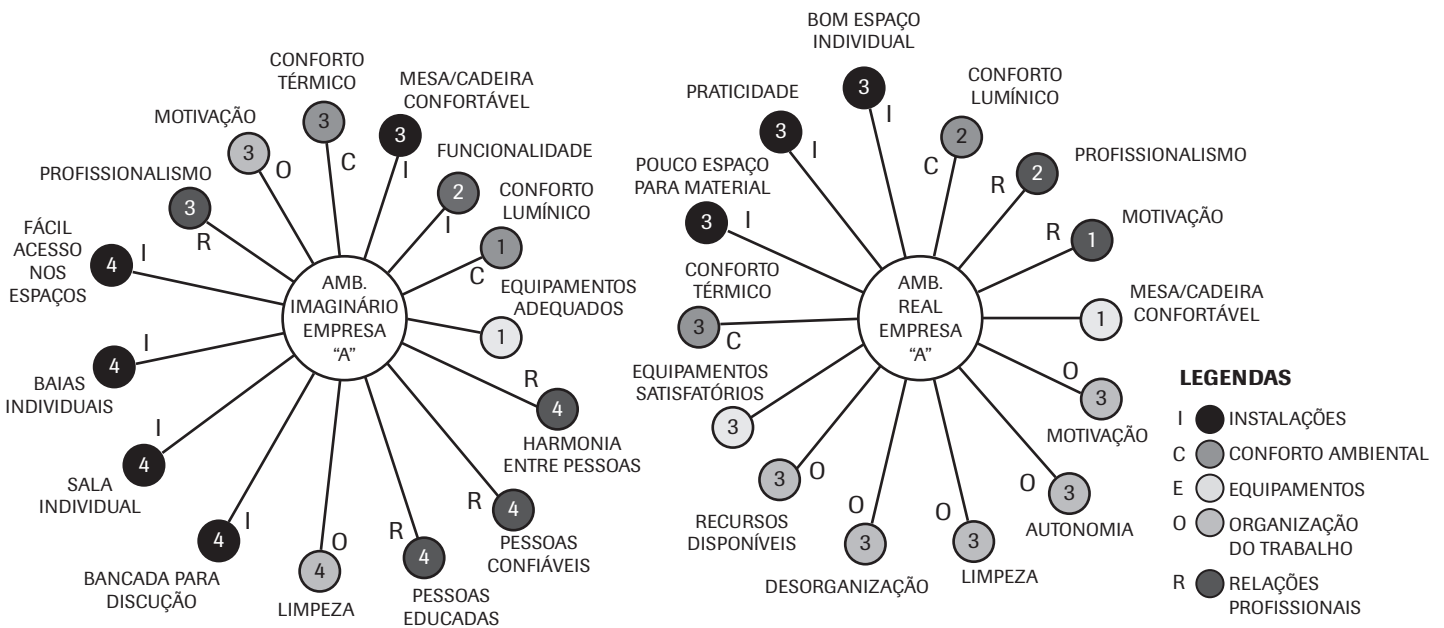 CONFORTO
TÉRMICO
3
C
MESA/CADEIRA
CONFORTÁVEL
3
I
FUNCIONALIDADE
2
I
CONFORTO
LUMÍNICO
1
C
EQUIPAMENTOS
ADEQUADOS
1
R
4
HARMONIA
ENTRE PESSOAS
R
4
PESSOAS
CONFIÁVEIS
R
4
PESSOAS
EDUCADAS
O
4
LIMPEZA
I
4
BANCADA PARA
DISCUÇÃO
I
4
SALA
INDIVIDUAL
I
4
BAIAS
INDIVIDUAIS
FÁCIL
ACESSO
NOS
ESPAÇOS
4
I
PROFISSIONALISMO
3
R
MOTIVAÇÃO
3
O
AMB.
IMAGINÁRIO
EMPRESA
“A”
BOM ESPAÇO
INDIVIDUAL
3
I
CONFORTO
LUMÍNICO
2
C
PROFISSIONALISMO
2
R
MOTIVAÇÃO
1
R
MESA/CADEIRA
CONFORTÁVEL
1
O
3
MOTIVAÇÃO
O
3
AUTONOMIA
O
3
LIMPEZA
O
3
DESORGANIZAÇÃO
O
3
RECURSOS
DISPONÍVEIS
EQUIPAMENTOS
SATISFATÓRIOS
3
CONFORTO
TÉRMICO
3
C
POUCO ESPAÇO
PARA MATERIAL
3
I
PRATICIDADE
3
I
AMB.
REAL
EMPRESA
“A”
LEGENDAS
I INSTALAÇÕES
C CONFORTO AMBIENTAL
E EQUIPAMENTOS
O ORGANIZAÇÃO
DO TRABALHO
R RELAÇÕES
PROFISSIONAIS